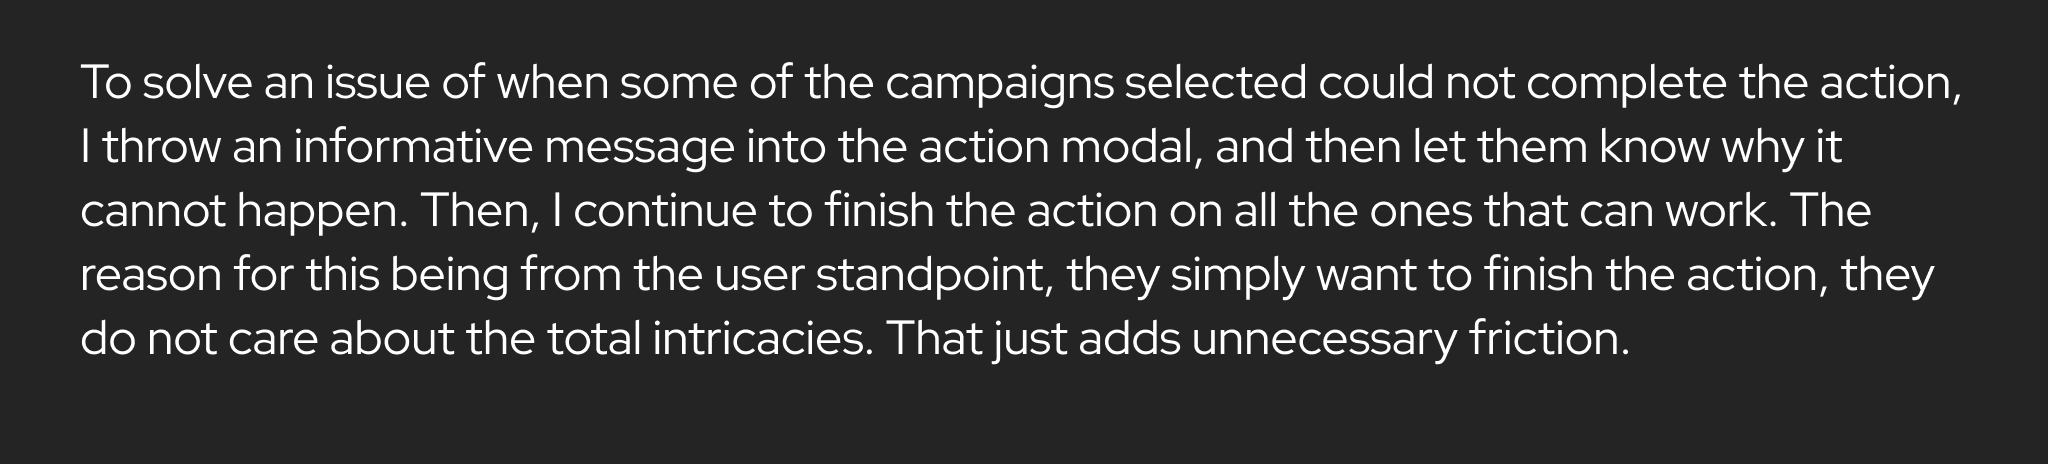 To solve an issue of when some of the campaigns selected could not complete the action,
I throw an informative message into the action modal, and then let them know why it
cannot happen. Then, I continue to finish the action on all the ones that can work. The
reason for this being from the user standpoint, they simply want to finish the action, they
do not care about the total intricacies. That just adds unnecessary friction.